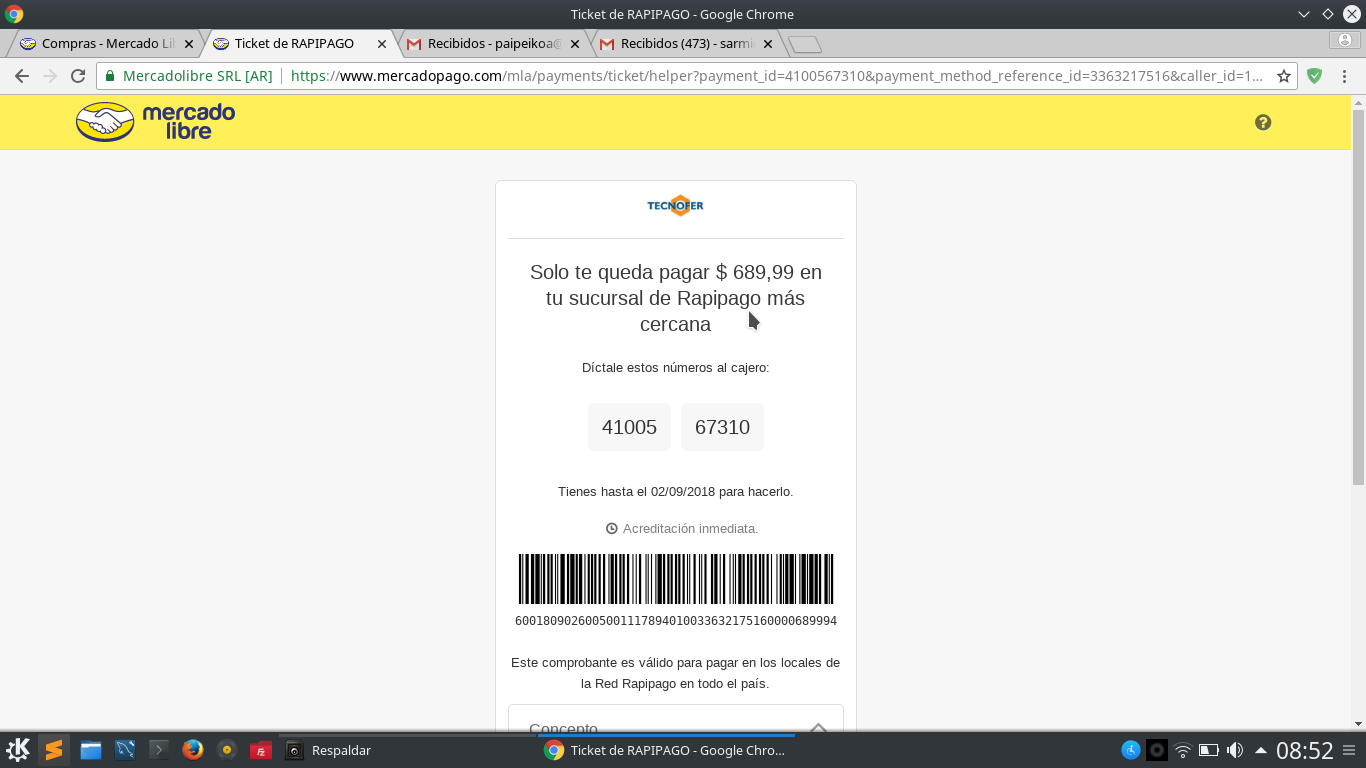 Ticket de RAPIPAGO - Google Chrome
Compras - Mercado Li
Ticket de RAPIPAGO
Recibidos - paipeikoa@
Recibidos (473) - sarmi
Mercadolibre SRL [AR]
https://www.mercadopago.com/mla/payments/ticket/helper?payment_id=4100567310&payment_method_reference_id=3363217516&caller_id=1...
mercado
libre
TECNOFER
Solo te queda pagar $ 689,99 en
tu sucursal de Rapipago más
cercana
Díctale estos números al cajero:
41005 67310
Tienes hasta el 02/09/2018 para hacerlo.
Acreditación inmediata.
60018090260050011178940100336321751600006​89994
Este comprobante es válido para pagar en los locales de
la Red Rapipago en todo el país.
Concepto
Respaldar
Ticket de RAPIPAGO - Google Chro...
08:52